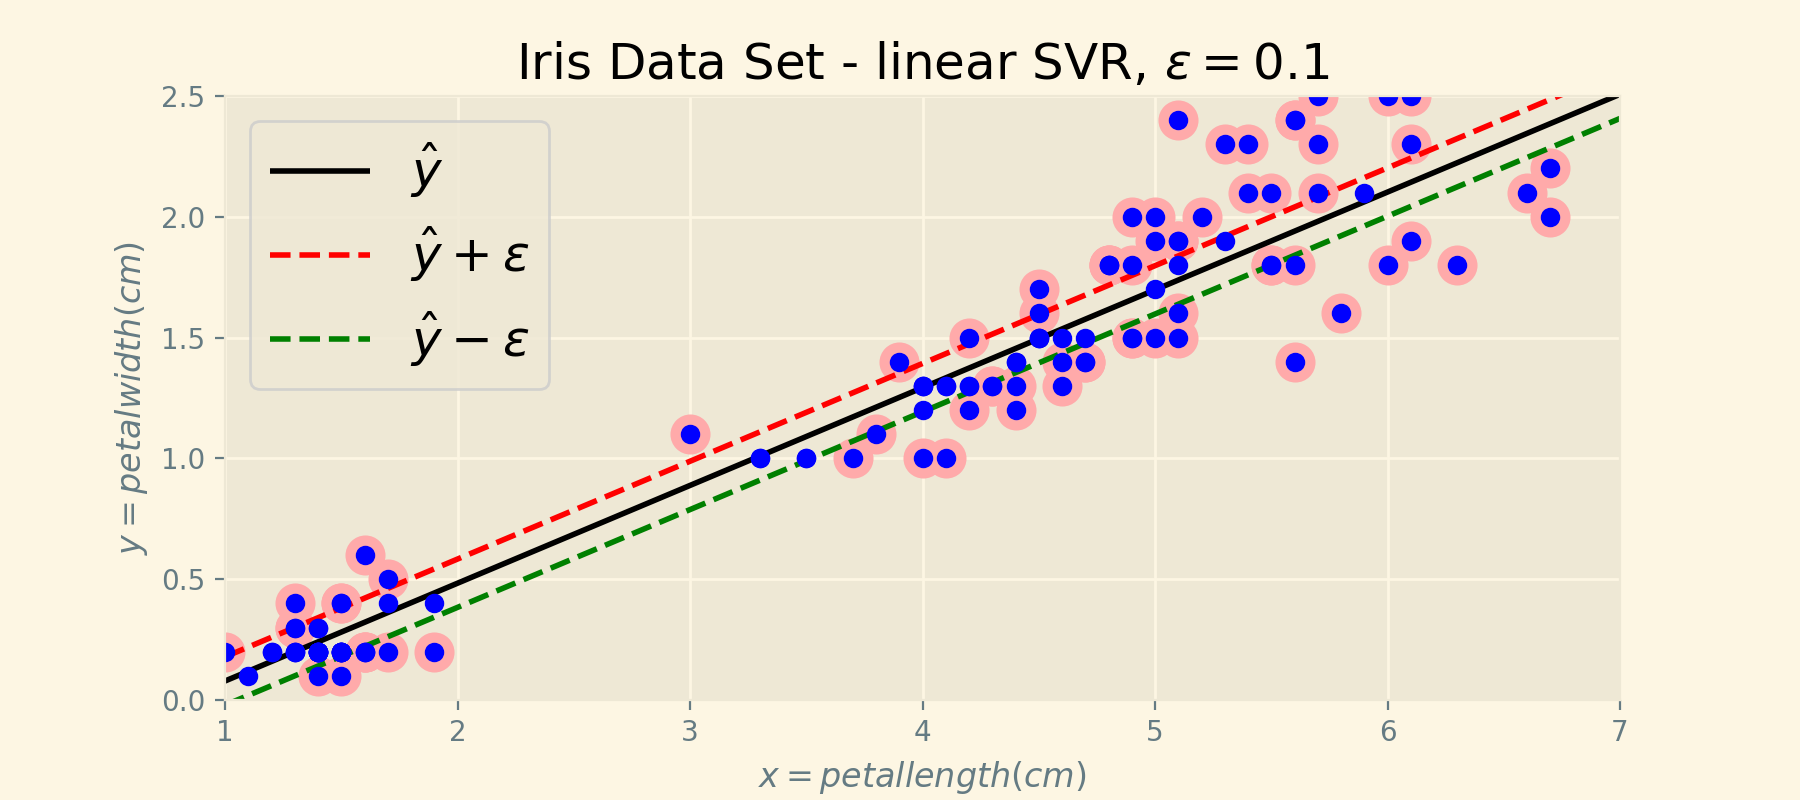 Iris Data Set - linear SVR, ε = 0.1
2.5
2.0
1.5
1.0
0.5
0.0
y = petalwidth(cm)
ŷ
ŷ + ε
ŷ − ε
1 2 3 4 5 6 7
x = petallength(cm)